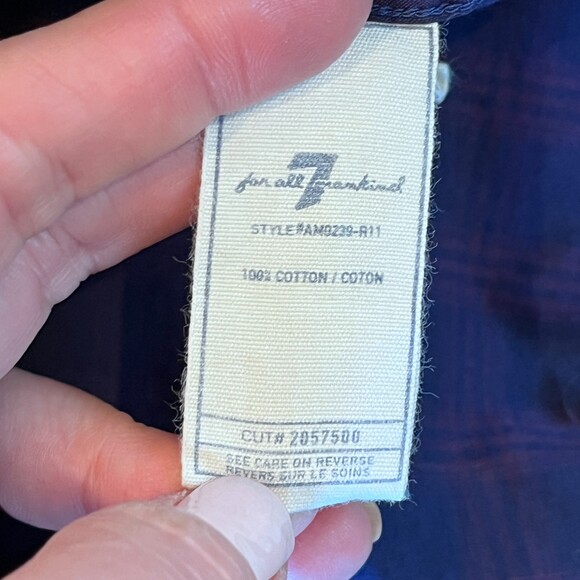 7
for all mankind
STYLE#AM0239-R11
100% COTTON / COTON
CUT# 2057500
SEE CARE ON REVERSE
REVERS SUR LE SOINS